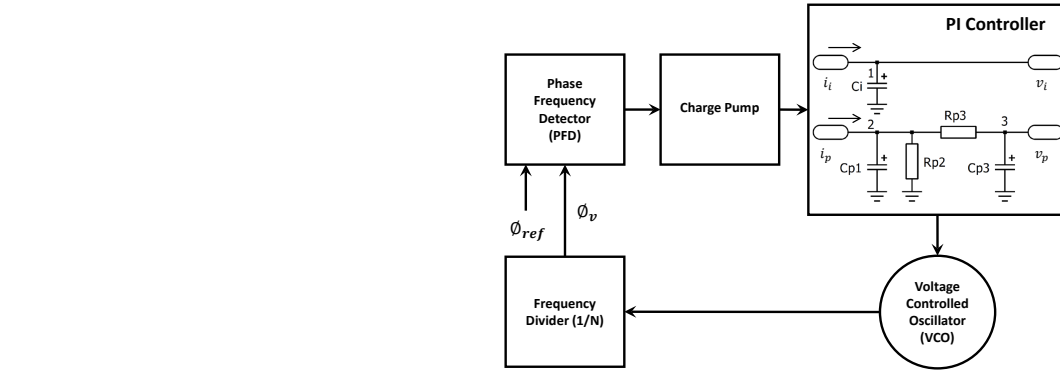 PI Controller
Phase
Frequency
Detector
(PFD)
Charge Pump
1
+
i_i
Ci
v_i
2
Rp3
3
i_p
+
Cp1
Rp2
Cp3
+
v_p
∅_ref
∅_v
Frequency
Divider (1/N)
Voltage
Controlled
Oscillator
(VCO)